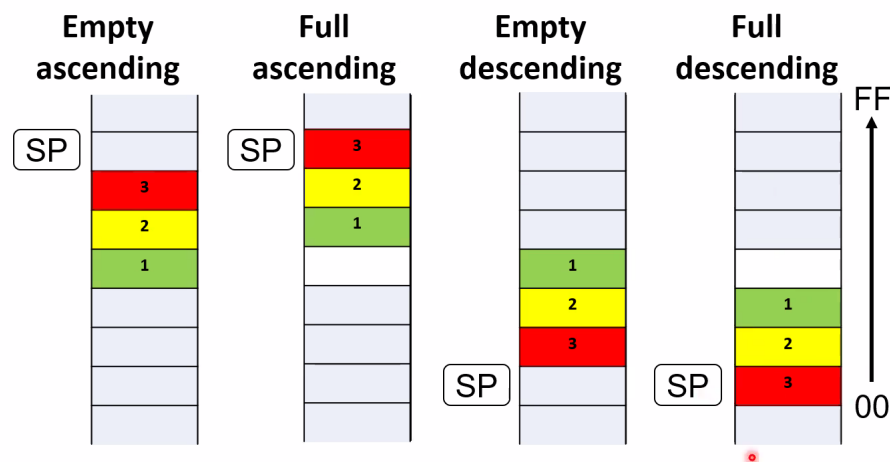 Empty
ascending
Full
ascending
Empty
descending
Full
descending
FF
SP
3
2
1
SP
3
2
1
SP
1
2
3
SP
1
2
3
00